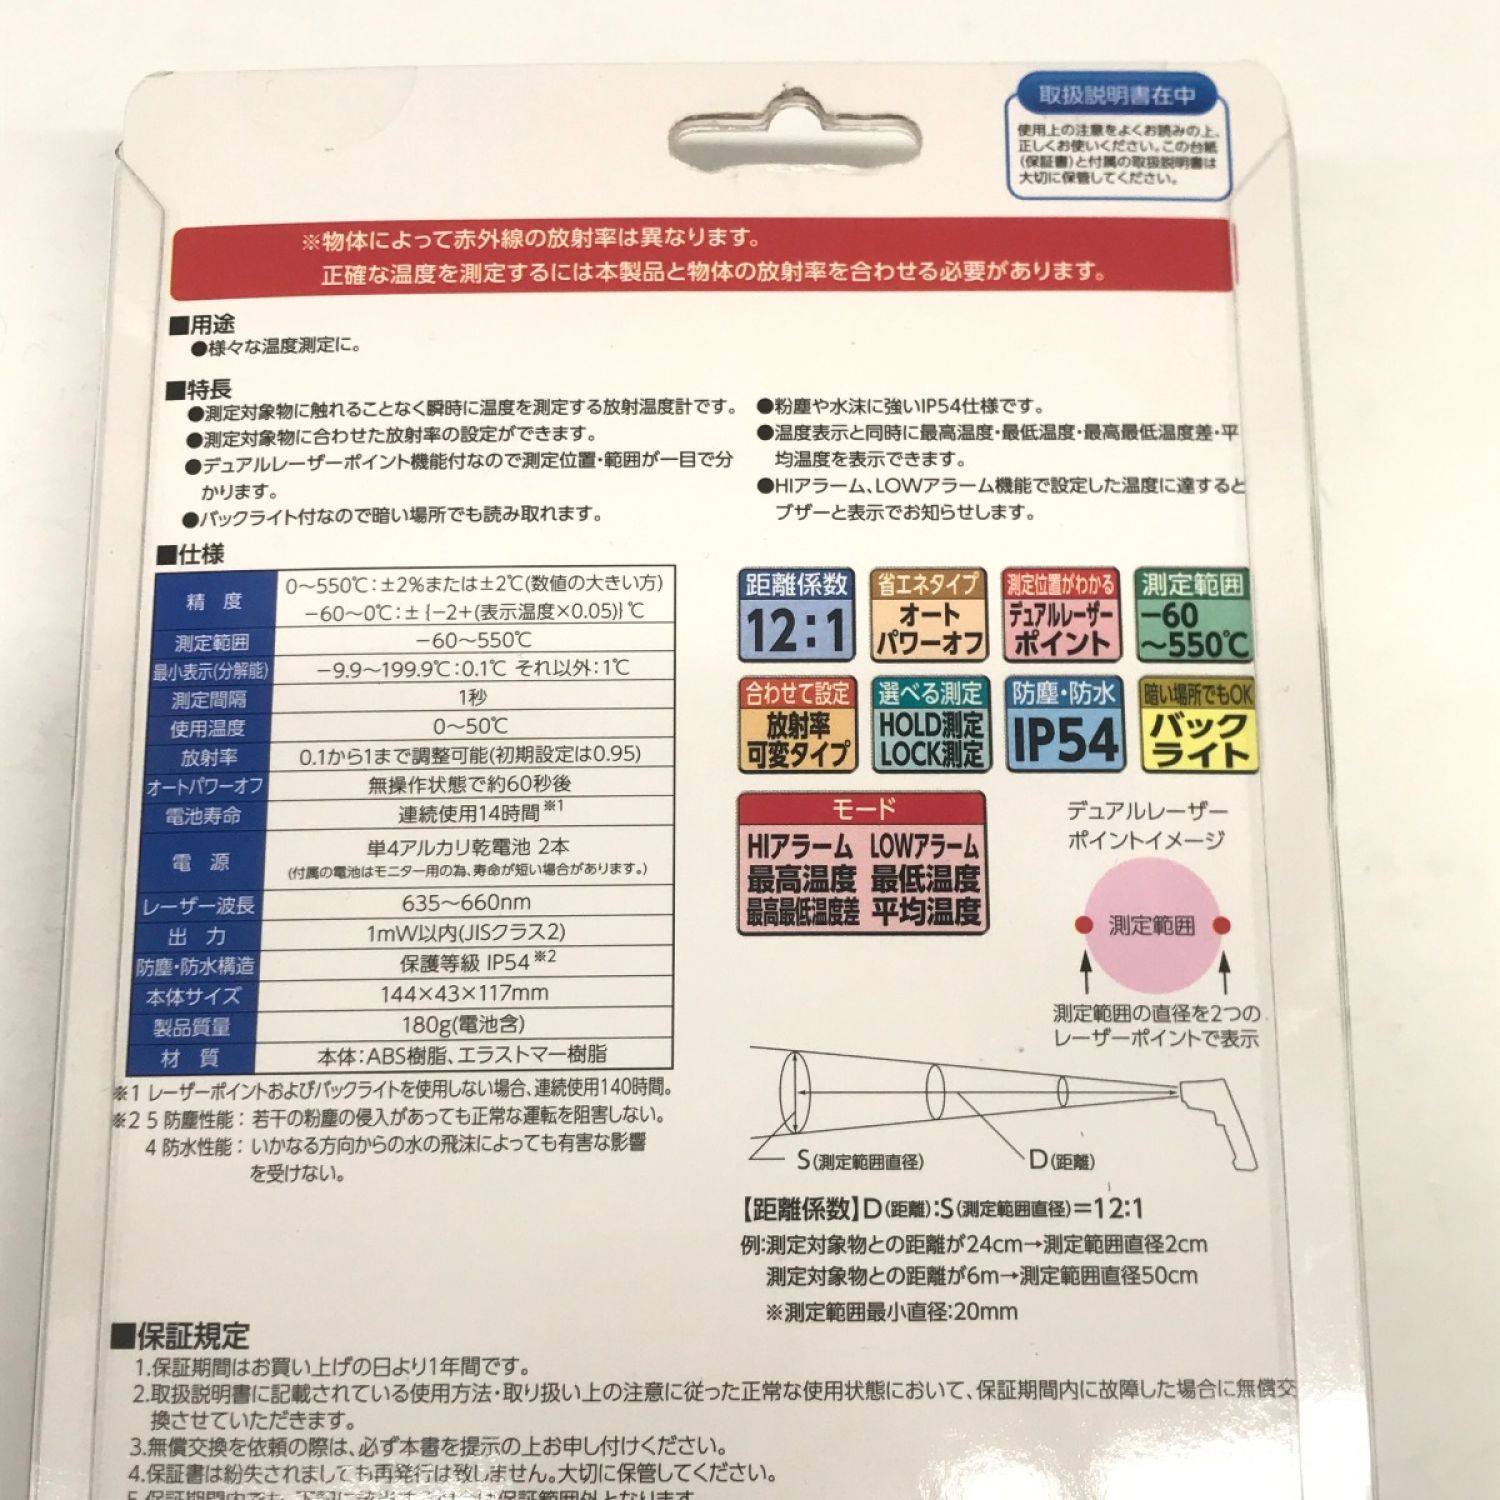 取扱説明書在中
使用上の注意をよくお読みの上、
正しくお使いください。この台紙
(保証書)と付属の取扱説明書は
大切に保管してください。
※物体によって赤外線の放射率は異なります。
正確な温度を測定するには本製品と物体の放射率を合わせる必要があります。
■用途
●様々な温度測定に。
■特長
●測定対象物に触れることなく瞬時に温度を測定する放射温度計です。
●測定対象物に合わせた放射率の設定ができます。
●デュアルレーザーポイント機能付なので測定位置・範囲が一目で分
かります。
●バックライト付なので暗い場所でも読み取れます。
●粉塵や水沫に強いIP54仕様です。
●温度表示と同時に最高温度・最低温度・最高最低温度差・平
均温度を表示できます。
●HIアラーム、LOWアラーム機能で設定した温度に達すると
ブザーと表示でお知らせします。
■仕様
精 度 0〜550℃:±2%または±2℃(数値の大きい方)
−60〜0℃:±{−2+(表示温度×0.05)}℃
測定範囲 −60〜550℃
最小表示(分解能) −9.9〜199.9℃:0.1℃ それ以外:1℃
測定間隔 1秒
使用温度 0〜50℃
放射率 0.1から1まで調整可能(初期設定は0.95)
オートパワーオフ 無操作状態で約60秒後
電池寿命 連続使用14時間※1
電 源 単4アルカリ乾電池 2本
(付属の電池はモニター用の為、寿命が短い場合があります。)
レーザー波長 635〜660nm
出 力 1mW以内(JISクラス2)
防塵・防水構造 保護等級 IP54※2
本体サイズ 144×43×117mm
製品質量 180g(電池含)
材 質 本体:ABS樹脂、エラストマー樹脂
※1 レーザーポイントおよびバックライトを使用しない場合、連続使用140時間。
※2 5 防塵性能:若干の粉塵の侵入があっても正常な運転を阻害しない。
4 防水性能:いかなる方向からの水の飛沫によっても有害な影響
を受けない。
距離係数
12:1
省エネタイプ
オート
パワーオフ
測定位置がわかる
デュアルレーザー
ポイント
測定範囲
−60
〜550℃
合わせて設定
放射率
可変タイプ
選べる測定
HOLD測定
LOCK測定
防塵・防水
IP54
暗い場所でもOK
バック
ライト
モード
HIアラーム LOWアラーム
最高温度 最低温度
最高最低温度差 平均温度
デュアルレーザー
ポイントイメージ
測定範囲
測定範囲の直径を2つの
レーザーポイントで表示
S(測定範囲直径)
D(距離)
【距離係数】D(距離):S(測定範囲直径)=12:1
例:測定対象物との距離が24cm→測定範囲直径2cm
測定対象物との距離が6m→測定範囲直径50cm
※測定範囲最小直径:20mm
■保証規定
1.保証期間はお買い上げの日より1年間です。
2.取扱説明書に記載されている使用方法・取り扱い上の注意に従った正常な使用状態において、保証期間内に故障した場合に無償交
換させていただきます。
3.無償交換を依頼の際は、必ず本書を提示の上お申し付けください。
4.保証書は紛失されましても再発行は致しません。大切に保管してください。
5.保証期間内でも、下記に該当する 保証範囲外となります。